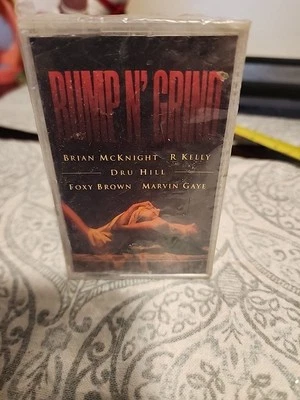 BUMP N' GRIND
BRIAN MCKNIGHT R KELLY
DRU HILL
FOXY BROWN MARVIN GAYE